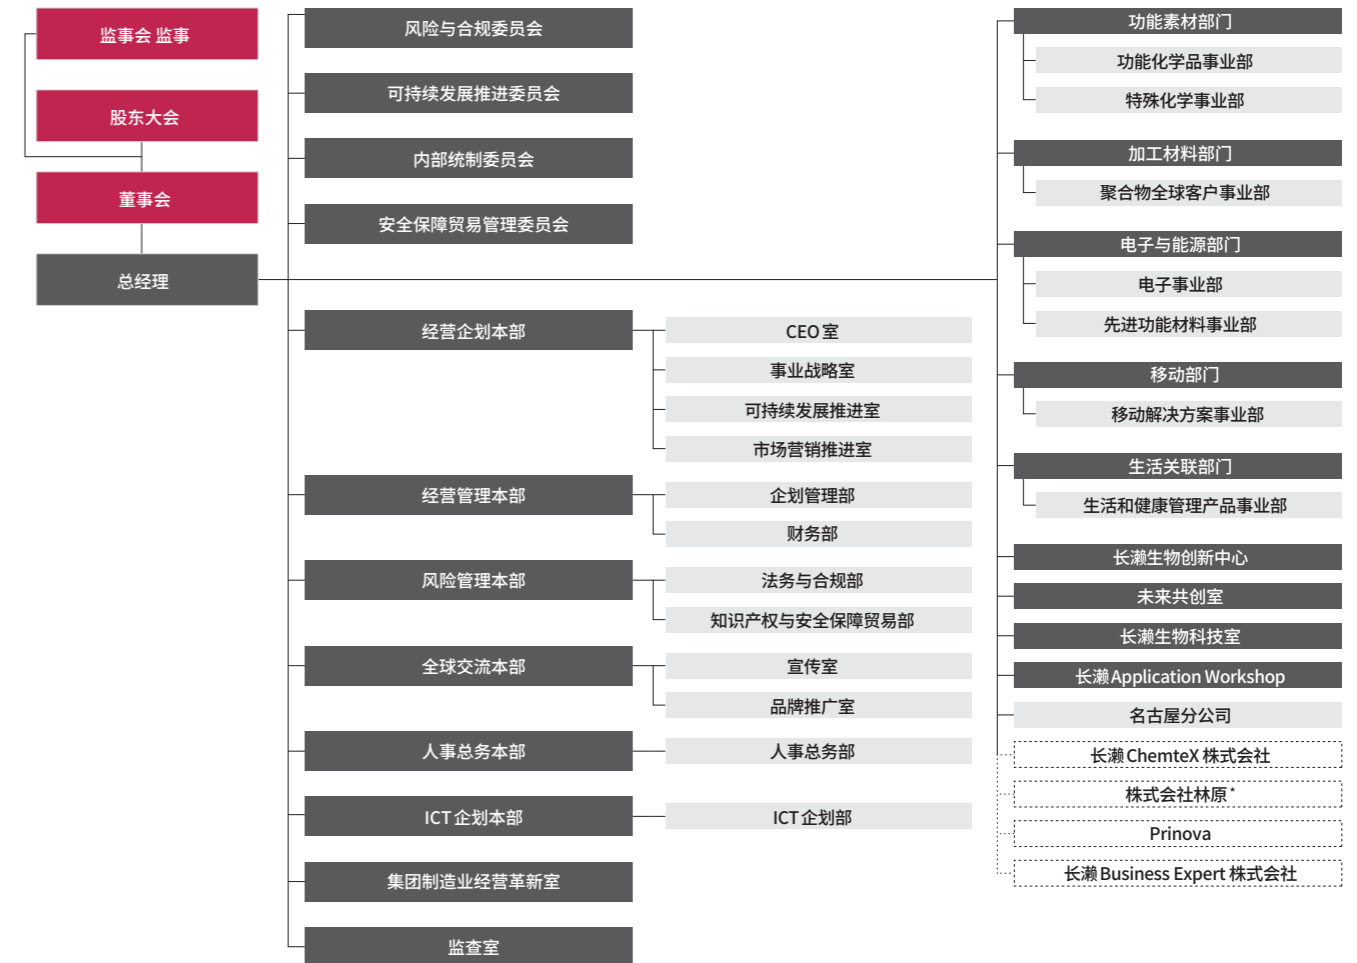 监事会 监事
股东大会
董事会
总经理
风险与合规委员会
可持续发展推进委员会
内部统制委员会
安全保障贸易管理委员会
经营企划本部
CEO室
事业战略室
可持续发展推进室
市场营销推进室
经营管理本部
企划管理部
财务部
风险管理本部
法务与合规部
知识产权与安全保障贸易部
全球交流本部
宣传室
品牌推广室
人事总务本部
人事总务部
ICT企划本部
ICT企划部
集团制造业经营革新室
监查室
功能素材部门
功能化学品事业部
特殊化学事业部
加工材料部门
聚合物全球客户事业部
电子与能源部门
电子事业部
先进功能材料事业部
移动部门
移动解决方案事业部
生活关联部门
生活和健康管理产品事业部
长濑生物创新中心
未来共创室
长濑生物科技室
长濑Application Workshop
名古屋分公司
长濑ChemteX 株式会社
株式会社林原*
Prinova
长濑Business Expert 株式会社